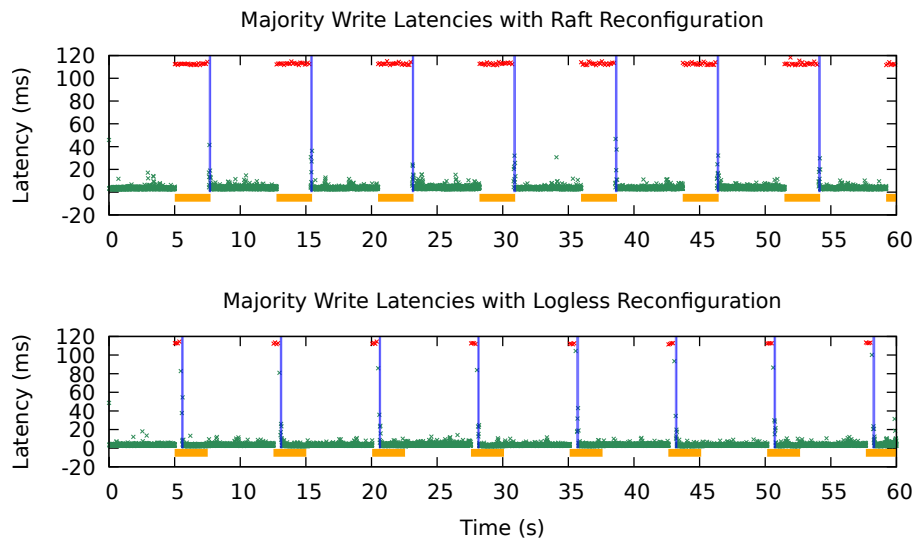 Majority Write Latencies with Raft Reconfiguration
Latency (ms)
120
100
80
60
40
20
0
-20
0 5 10 15 20 25 30 35 40 45 50 55 60
Majority Write Latencies with Logless Reconfiguration
Latency (ms)
120
100
80
60
40
20
0
-20
0 5 10 15 20 25 30 35 40 45 50 55 60
Time (s)